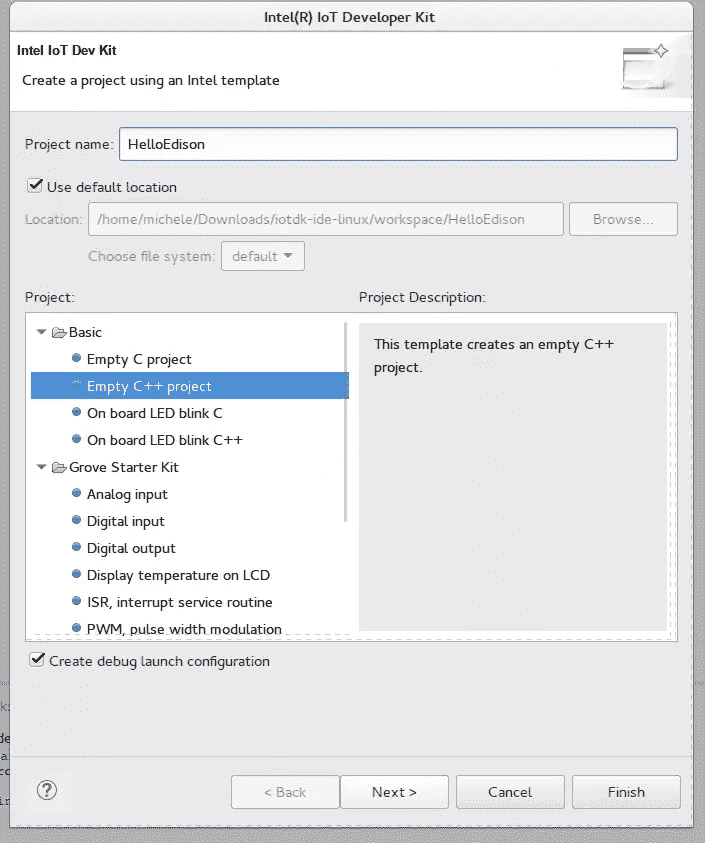 Intel(R) IoT Developer Kit
Intel IoT Dev Kit
Create a project using an Intel template
Project name: HelloEdison
Use default location
Location: /home/michele/Downloads/iotdk-ide-linux/workspace/HelloEdison Browse...
Choose file system: default
Project:
Basic
Empty C project
Empty C++ project
On board LED blink C
On board LED blink C++
Grove Starter Kit
Analog input
Digital input
Digital output
Display temperature on LCD
ISR, interrupt service routine
PWM, pulse width modulation
Project Description:
This template creates an empty C++
project.
Create debug launch configuration
? < Back Next > Cancel Finish